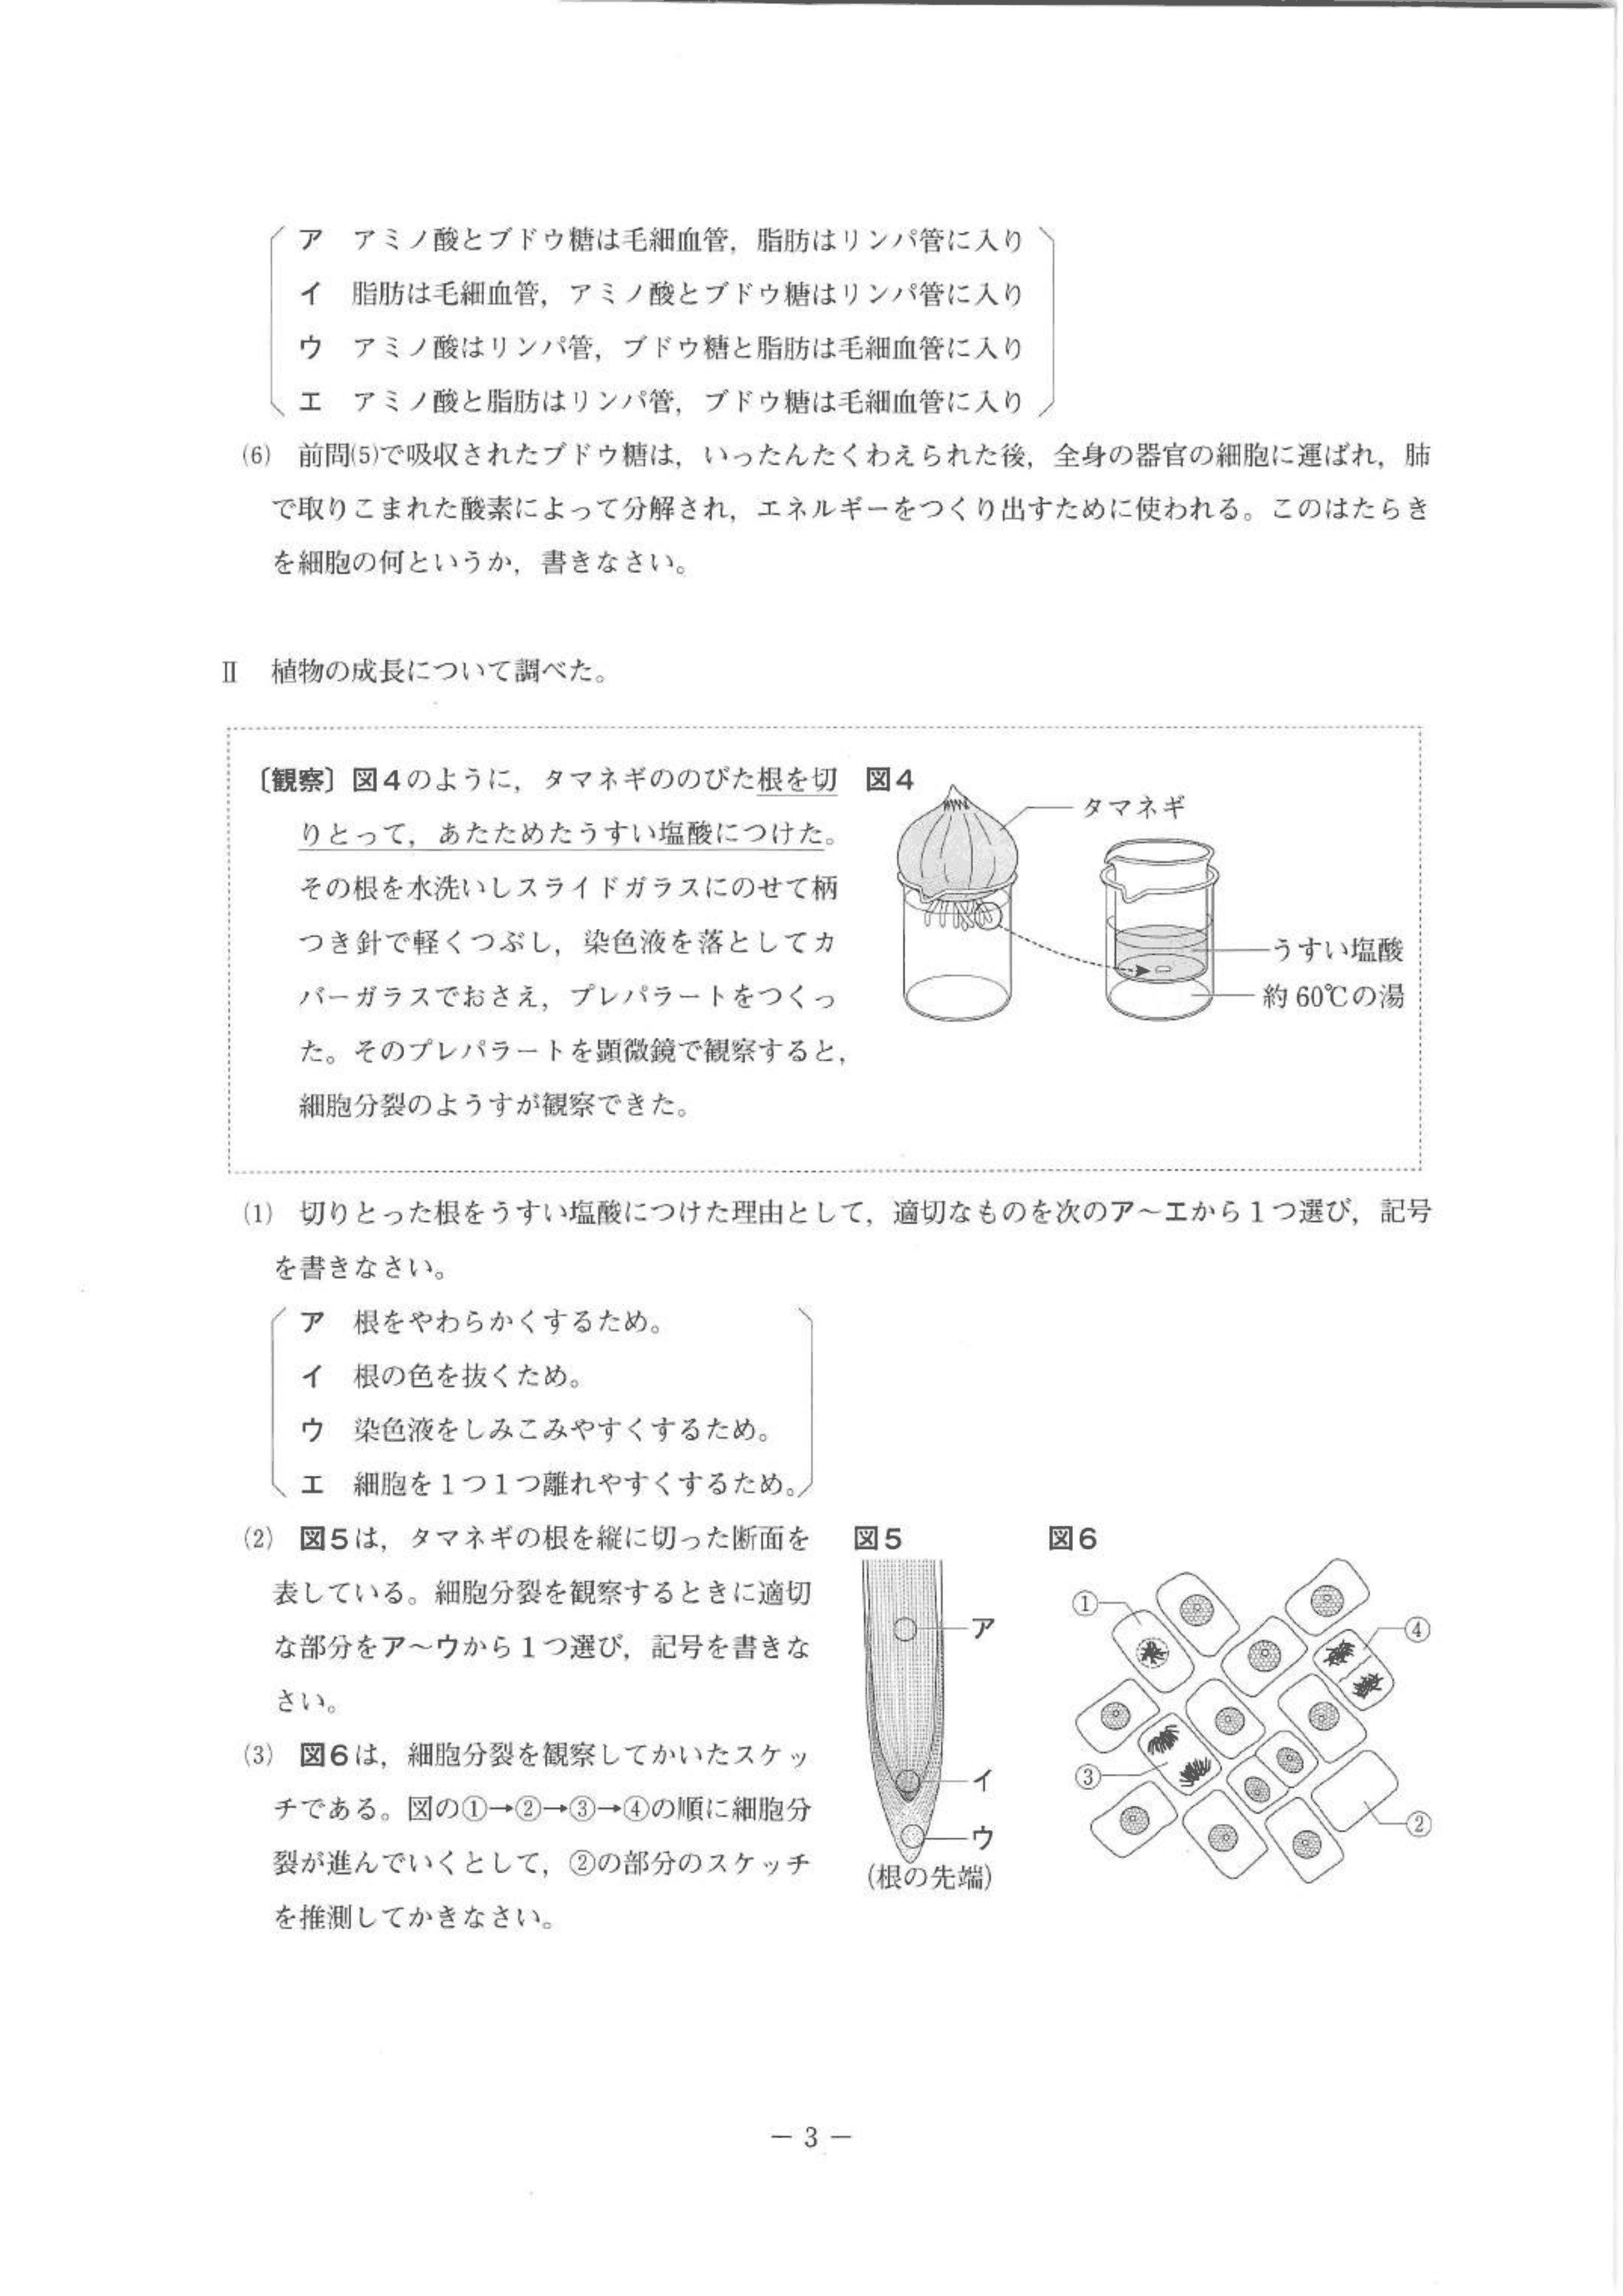 ア　アミノ酸とブドウ糖は毛細血管，脂肪はリンパ管に入り
イ　脂肪は毛細血管，アミノ酸とブドウ糖はリンパ管に入り
ウ　アミノ酸はリンパ管，ブドウ糖と脂肪は毛細血管に入り
エ　アミノ酸と脂肪はリンパ管，ブドウ糖は毛細血管に入り
(6)　前問(5)で吸収されたブドウ糖は，いったんたくわえられた後，全身の器官の細胞に運ばれ，肺
で取りこまれた酸素によって分解され，エネルギーをつくり出すために使われる。このはたらき
を細胞の何というか，書きなさい。
Ⅱ　植物の成長について調べた。
〔観察〕図4のように，タマネギののびた根を切
りとって，あたためたうすい塩酸につけた。
その根を水洗いしスライドガラスにのせて柄
つき針で軽くつぶし，染色液を落としてカ
バーガラスでおさえ，プレパラートをつくっ
た。そのプレパラートを顕微鏡で観察すると，
細胞分裂のようすが観察できた。
図4
タマネギ
うすい塩酸
約60℃の湯
(1)　切りとった根をうすい塩酸につけた理由として，適切なものを次のア〜エから1つ選び，記号
を書きなさい。
ア　根をやわらかくするため。
イ　根の色を抜くため。
ウ　染色液をしみこみやすくするため。
エ　細胞を1つ1つ離れやすくするため。
(2)　図5は，タマネギの根を縦に切った断面を
表している。細胞分裂を観察するときに適切
な部分をア〜ウから1つ選び，記号を書きな
さい。
(3)　図6は，細胞分裂を観察してかいたスケッ
チである。図の①→②→③→④の順に細胞分
裂が進んでいくとして，②の部分のスケッチ
を推測してかきなさい。
図5
ア
イ
ウ
(根の先端)
図6
①
④
③
②
― 3 ―